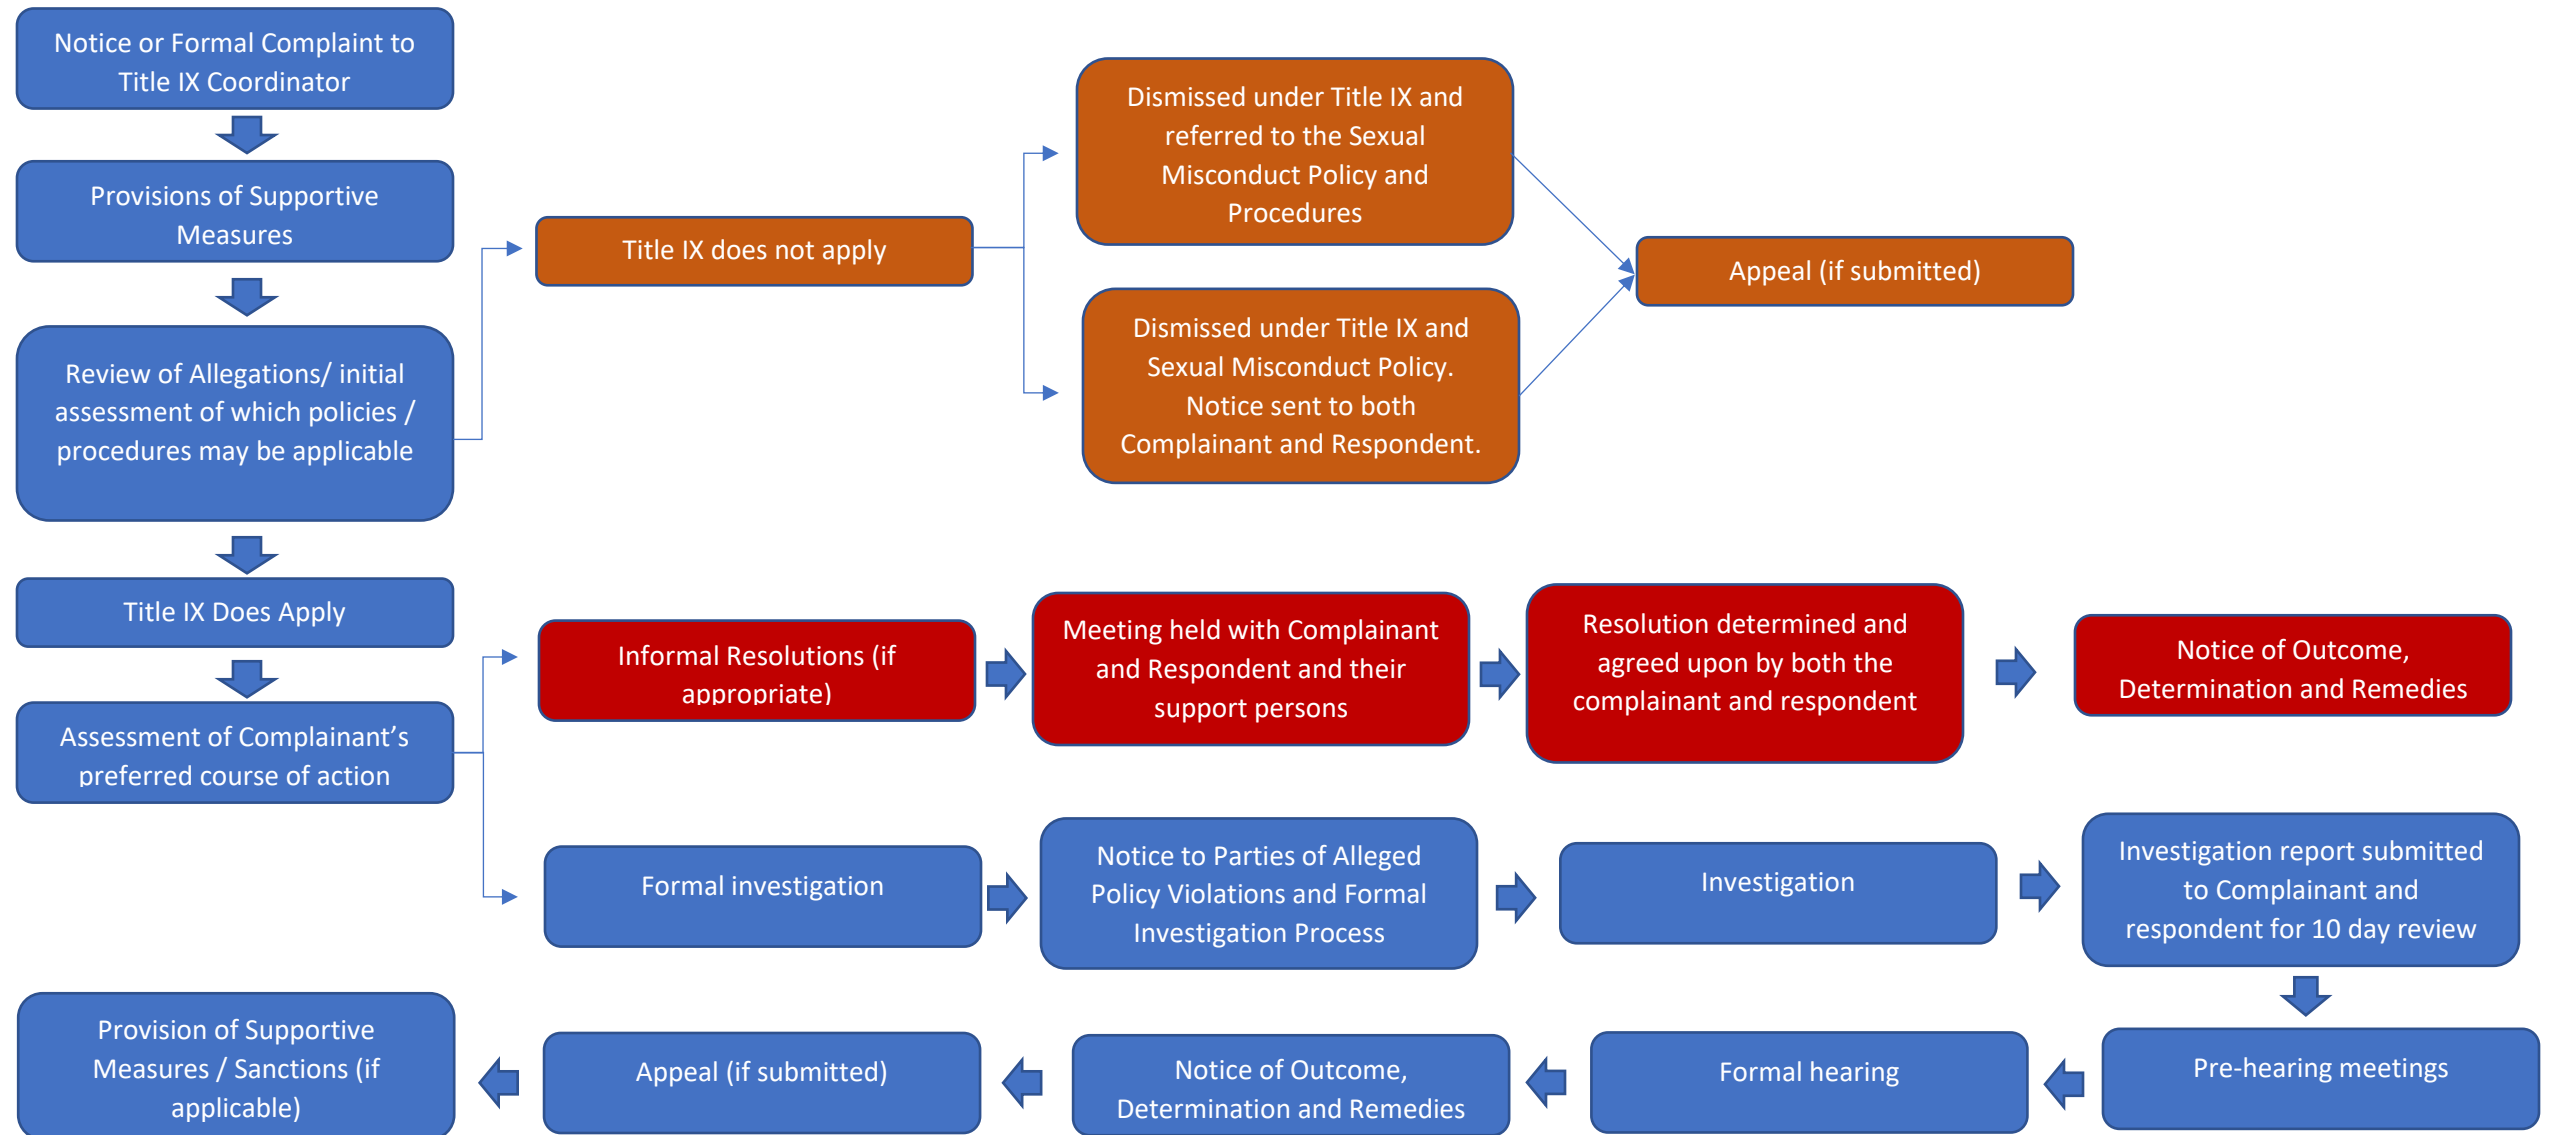 Notice or Formal Complaint to
Title IX Coordinator
Provisions of Supportive
Measures
Review of Allegations/ initial
assessment of which policies /
procedures may be applicable
Title IX does not apply
Dismissed under Title IX and
referred to the Sexual
Misconduct Policy and
Procedures
Dismissed under Title IX and
Sexual Misconduct Policy.
Notice sent to both
Complainant and Respondent.
Appeal (if submitted)
Title IX Does Apply
Assessment of Complainant’s
preferred course of action
Informal Resolutions (if
appropriate)
Meeting held with Complainant
and Respondent and their
support persons
Resolution determined and
agreed upon by both the
complainant and respondent
Notice of Outcome,
Determination and Remedies
Formal investigation
Notice to Parties of Alleged
Policy Violations and Formal
Investigation Process
Investigation
Investigation report submitted
to Complainant and
respondent for 10 day review
Pre-hearing meetings
Formal hearing
Notice of Outcome,
Determination and Remedies
Appeal (if submitted)
Provision of Supportive
Measures / Sanctions (if
applicable)